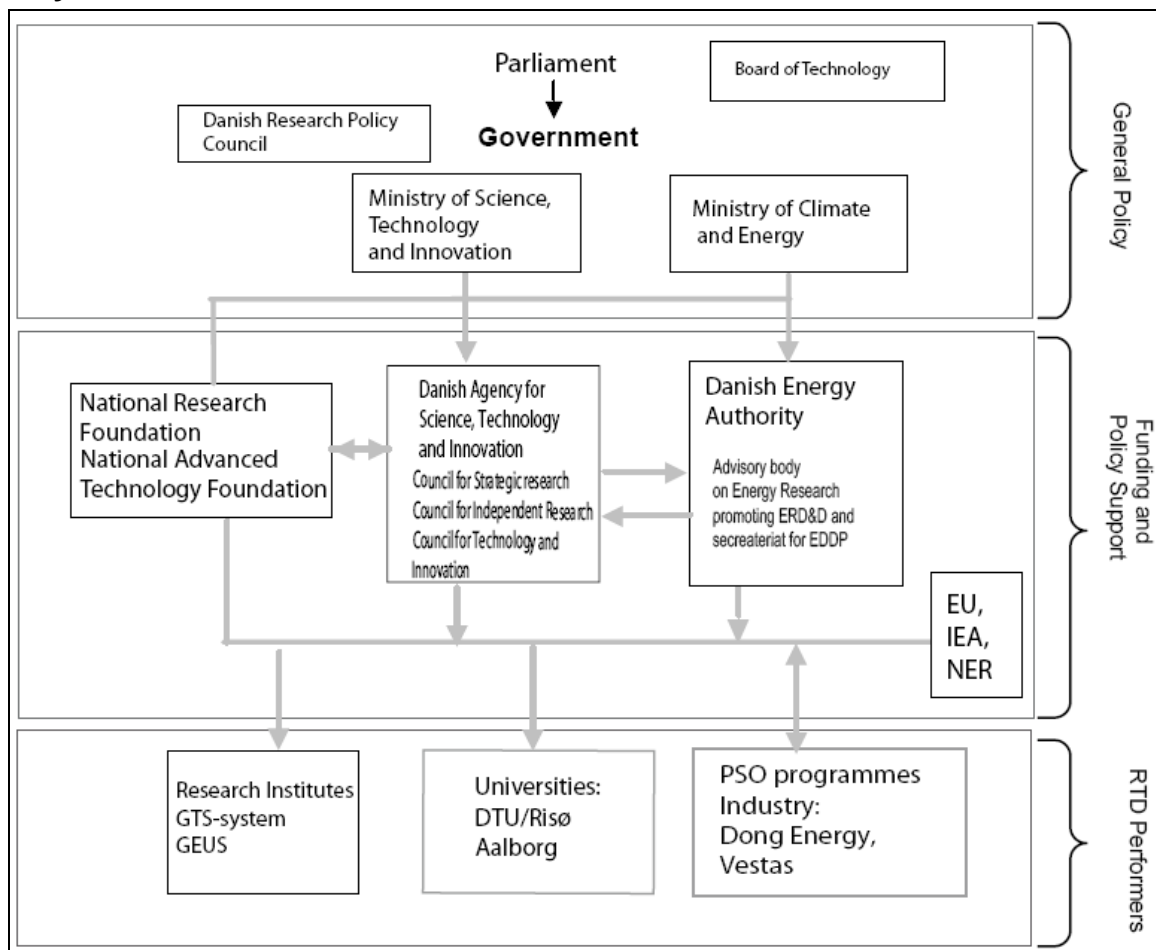 Parliament
Board of Technology
Danish Research Policy
Council
Government
Ministry of Science,
Technology
and Innovation
Ministry of Climate
and Energy
General Policy
National Research
Foundation
National Advanced
Technology Foundation
Danish Agency for
Science, Technology
and Innovation
Council for Strategic research
Council for Independent Research
Council for Technology and
Innovation
Danish Energy
Authority
Advisory body
on Energy Research
promoting ERD&D and
secreateriat for EDDP
EU,
IEA,
NER
Funding and
Policy Support
Research Institutes
GTS-system
GEUS
Universities:
DTU/Risø
Aalborg
PSO programmes
Industry:
Dong Energy,
Vestas
RTD Performers